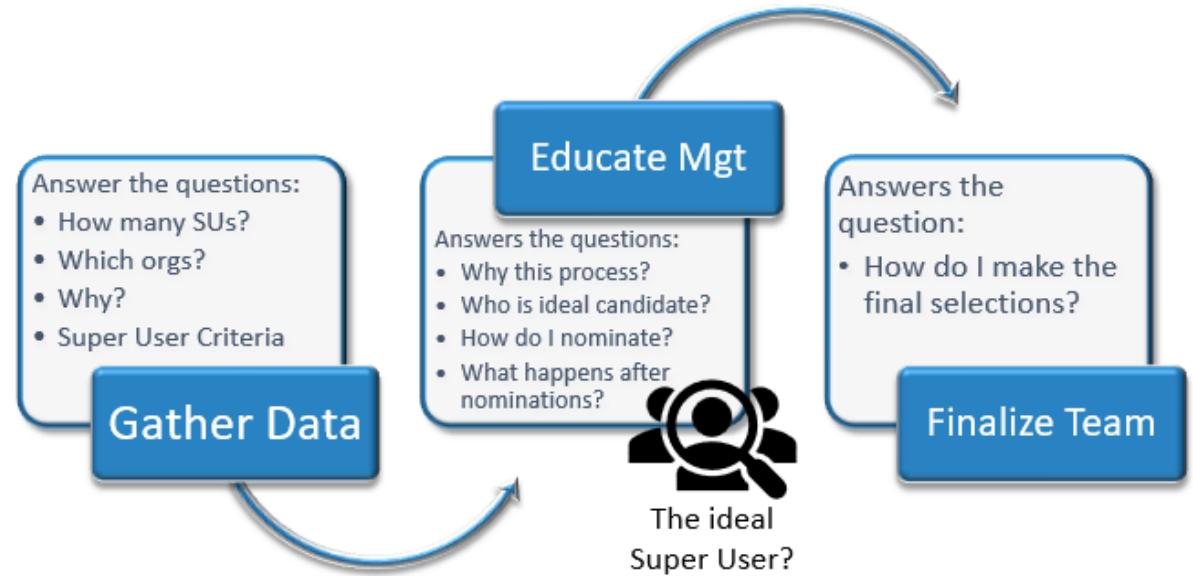 Answer the questions:
• How many SUs?
• Which orgs?
• Why?
• Super User Criteria
Gather Data
Educate Mgt
Answers the questions:
• Why this process?
• Who is ideal candidate?
• How do I nominate?
• What happens after
nominations?
The ideal
Super User?
Answers the
question:
• How do I make the
final selections?
Finalize Team